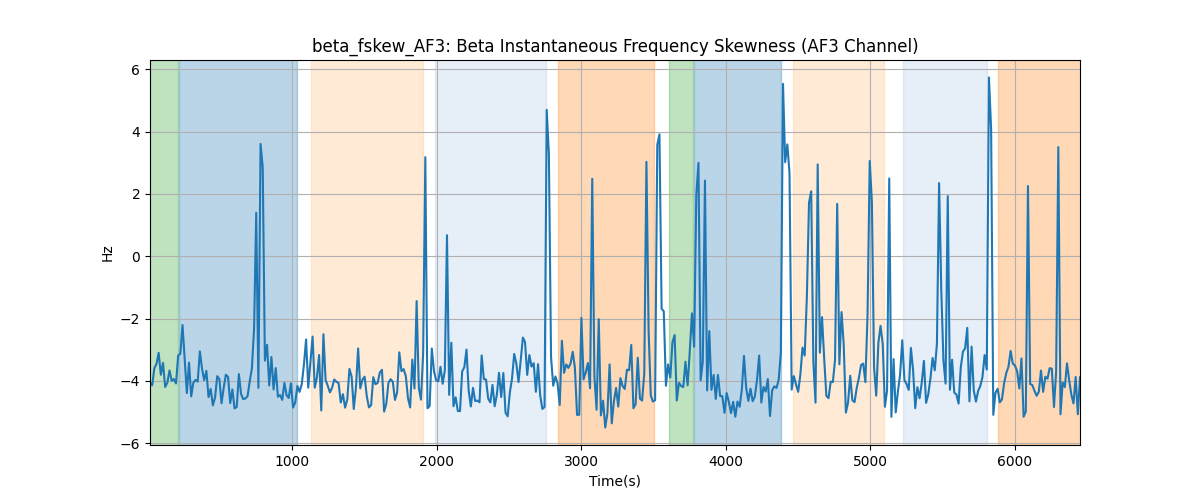 beta_fskew_AF3: Beta Instantaneous Frequency Skewness (AF3 Channel)
6
4
2
0
−2
−4
−6
Hz
1000 2000 3000 4000 5000 6000
Time(s)